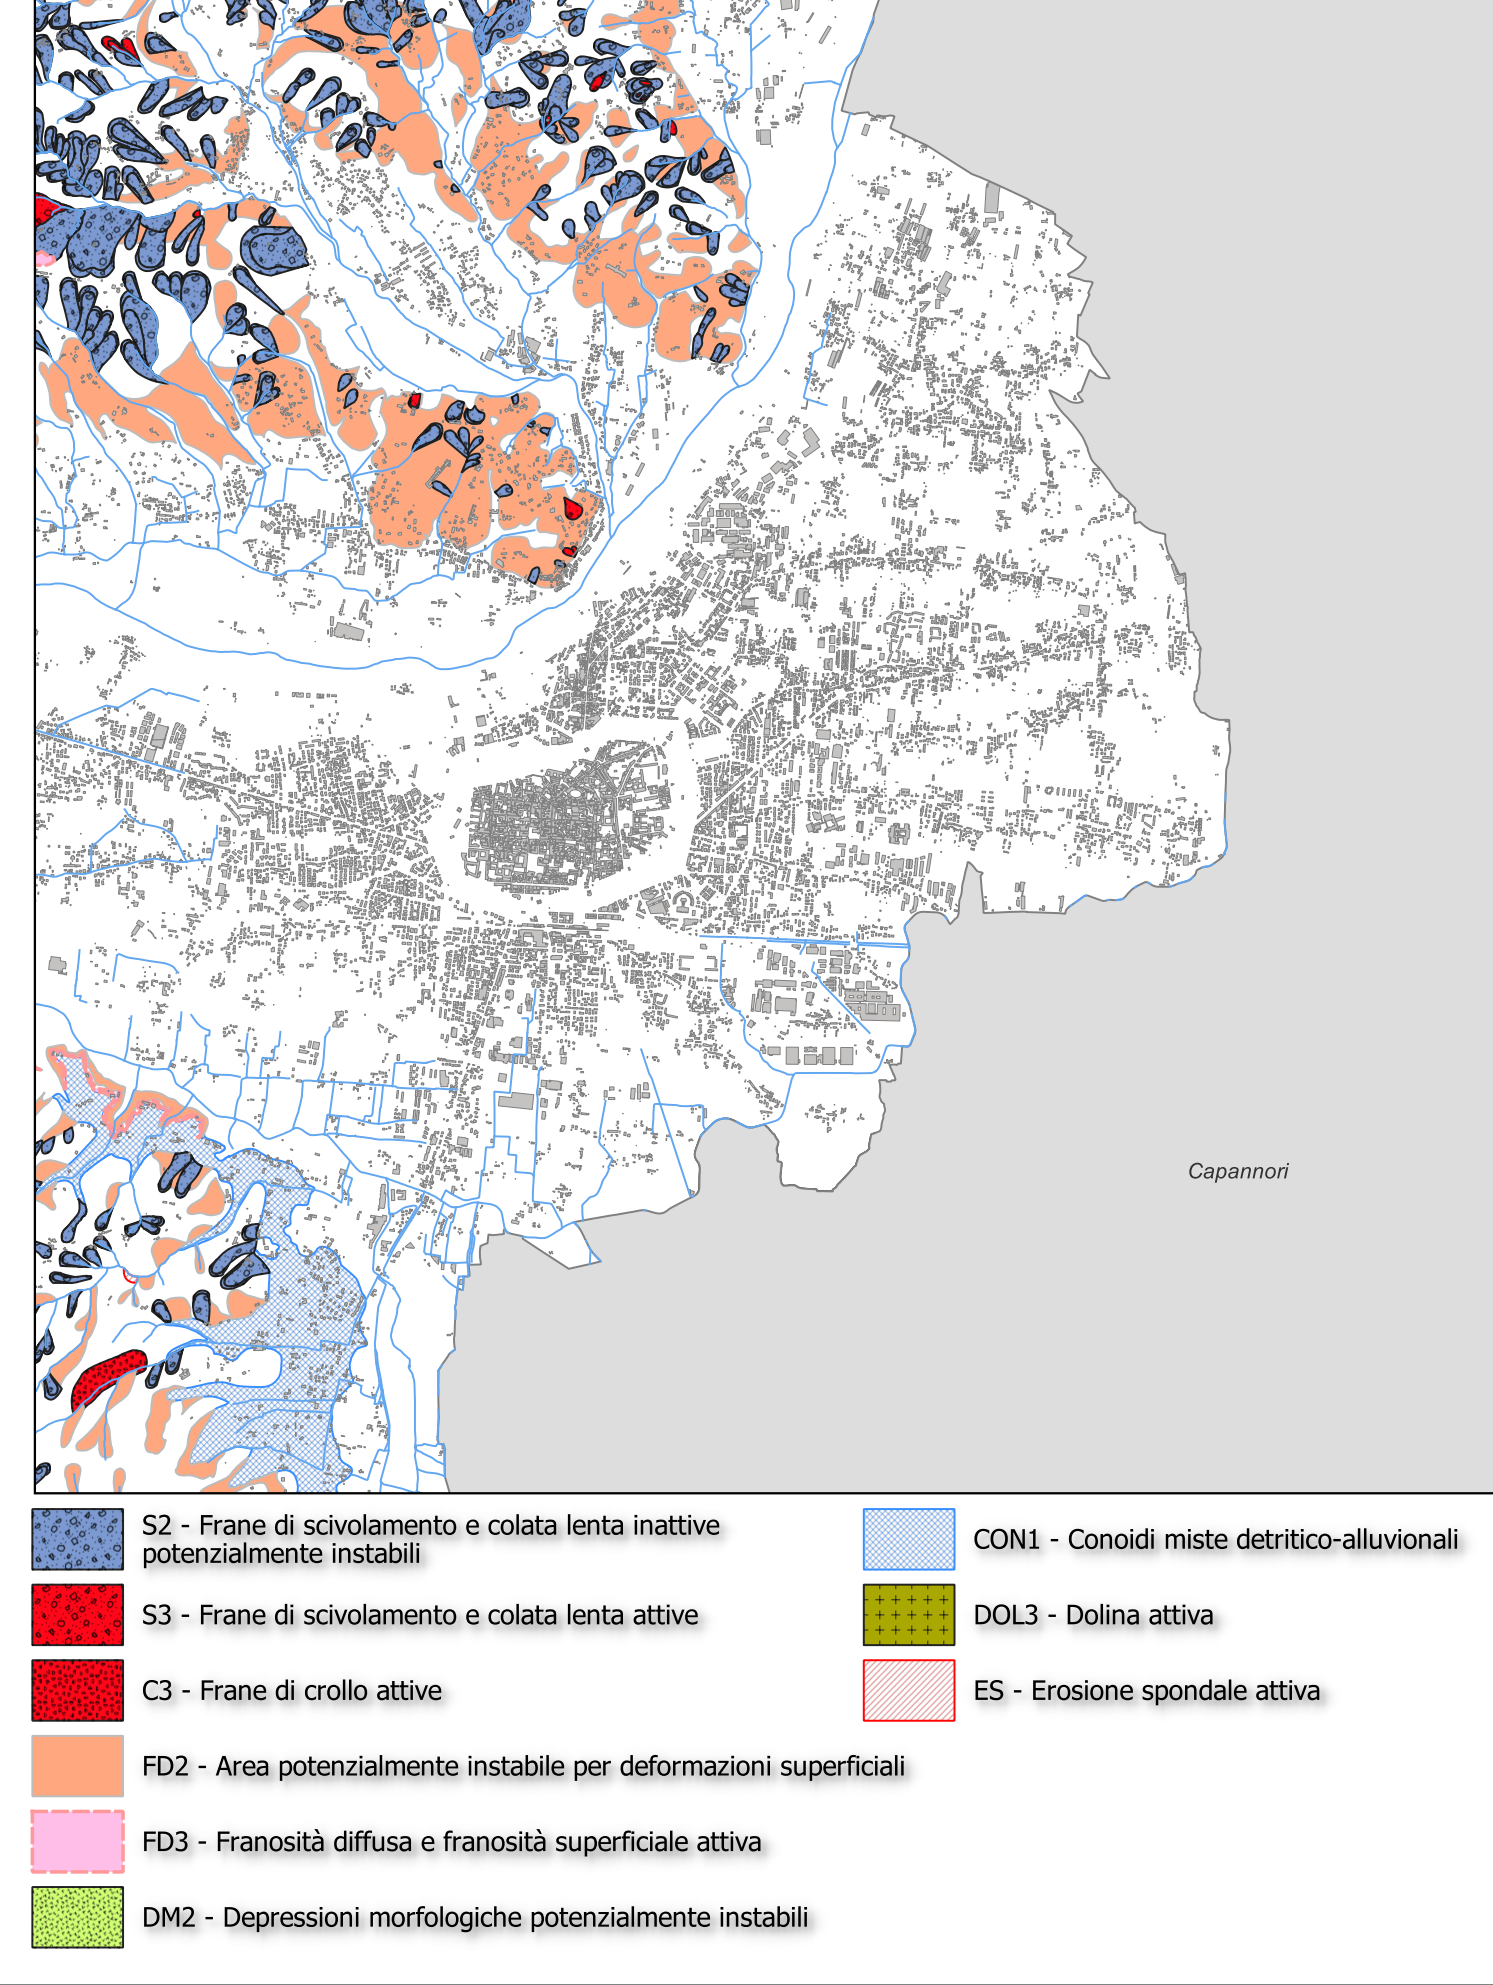 Capannori
S2 - Frane di scivolamento e colata lenta inattive
potenzialmente instabili
S3 - Frane di scivolamento e colata lenta attive
C3 - Frane di crollo attive
FD2 - Area potenzialmente instabile per deformazioni superficiali
FD3 - Franosità diffusa e franosità superficiale attiva
DM2 - Depressioni morfologiche potenzialmente instabili
CON1 - Conoidi miste detritico-alluvionali
DOL3 - Dolina attiva
ES - Erosione spondale attiva